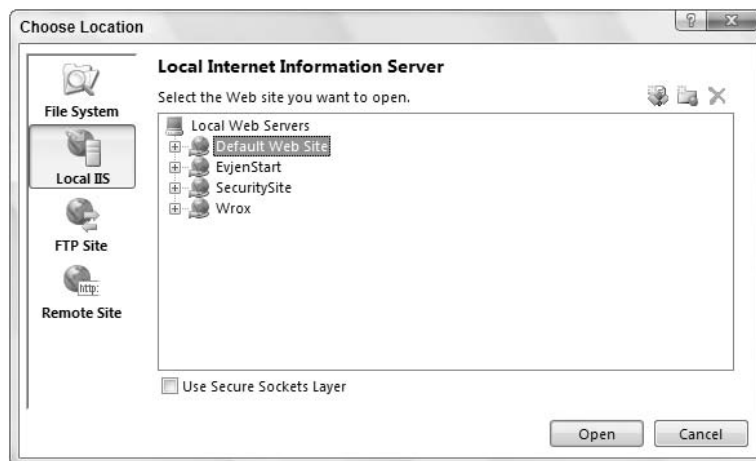 Choose Location
?
File System
Local IIS
FTP Site
http:
Remote Site
Local Internet Information Server
Select the Web site you want to open.
Local Web Servers
Default Web Site
EvjenStart
SecuritySite
Wrox
Use Secure Sockets Layer
Open
Cancel